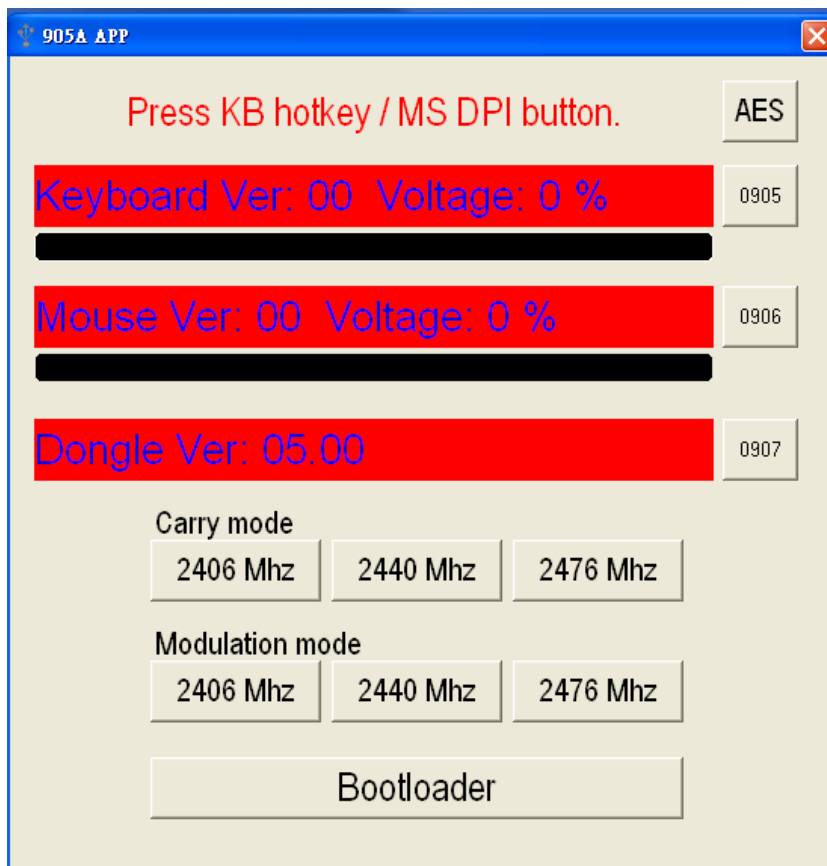 905A APP
Press KB hotkey / MS DPI button.
AES
Keyboard Ver: 00 Voltage: 0 %
0905
Mouse Ver: 00 Voltage: 0 %
0906
Dongle Ver: 05.00
0907
Carry mode
2406 Mhz 2440 Mhz 2476 Mhz
Modulation mode
2406 Mhz 2440 Mhz 2476 Mhz
Bootloader